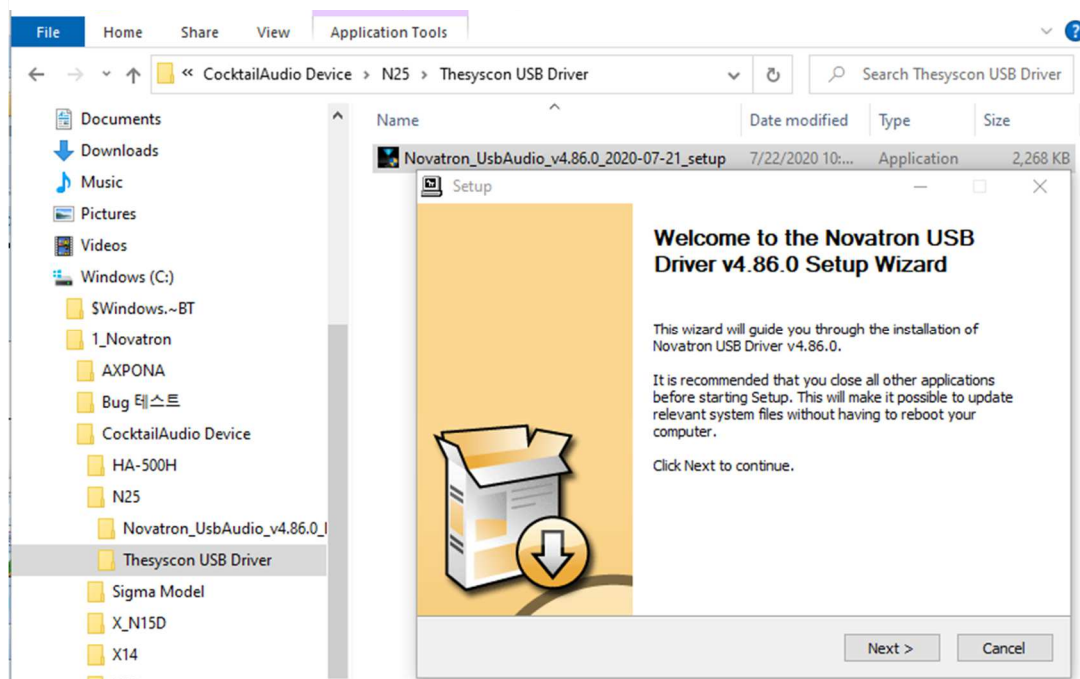 File Home Share View Application Tools
« CocktailAudio Device › N25 › Thesyscon USB Driver
Search Thesyscon USB Driver
Documents
Downloads
Music
Pictures
Videos
Windows (C:)
$Windows.~BT
1_Novatron
AXPONA
Bug 테스트
CocktailAudio Device
HA-500H
N25
Novatron_UsbAudio_v4.86.0_
Thesyscon USB Driver
Sigma Model
X_N15D
X14
Name Date modified Type Size
Novatron_UsbAudio_v4.86.0_2020-07-21_setup 7/22/2020 10:... Application 2,268 KB
Setup
Welcome to the Novatron USB
Driver v4.86.0 Setup Wizard
This wizard will guide you through the installation of
Novatron USB Driver v4.86.0.
It is recommended that you close all other applications
before starting Setup. This will make it possible to update
relevant system files without having to reboot your
computer.
Click Next to continue.
Next > Cancel